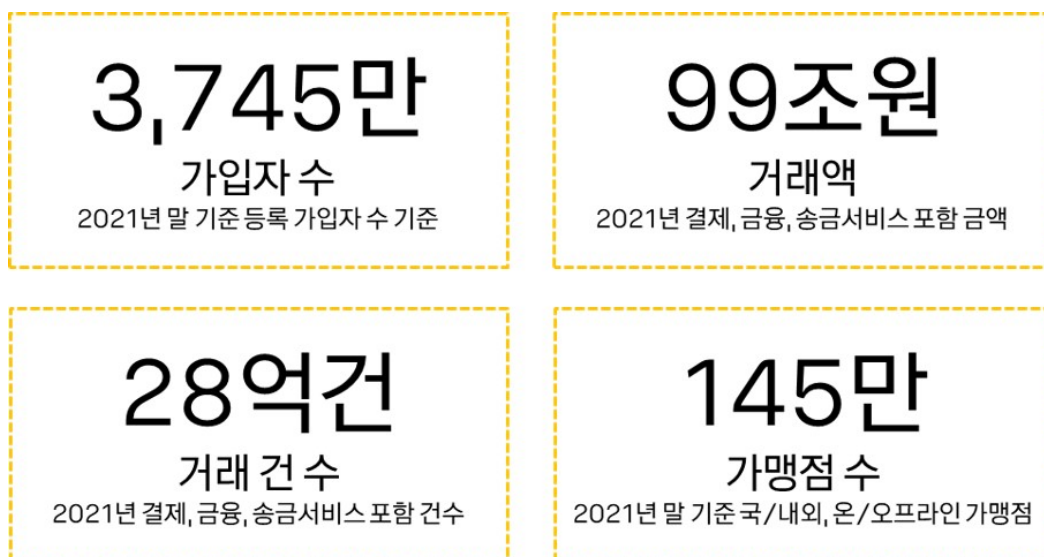 3,745만
가입자 수
2021년 말 기준 등록 가입자 수 기준
99조원
거래액
2021년 결제, 금융, 송금서비스 포함 금액
28억건
거래 건 수
2021년 결제, 금융, 송금서비스 포함 건수
145만
가맹점 수
2021년 말 기준 국/내외, 온/오프라인 가맹점